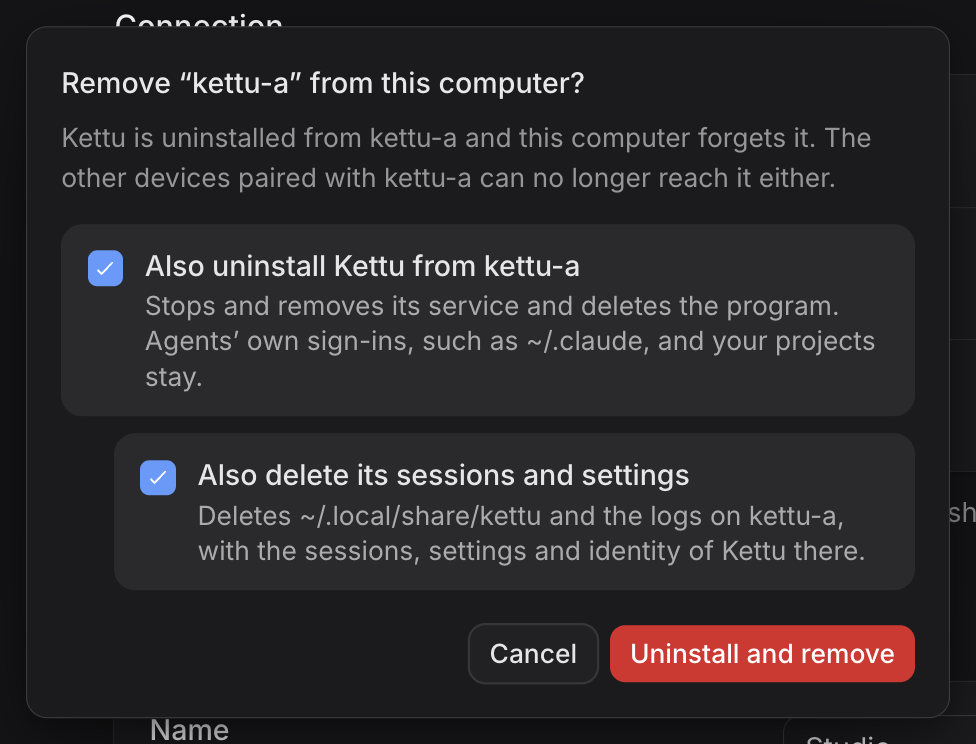 Connection
Remove “kettu-a” from this computer?
Kettu is uninstalled from kettu-a and this computer forgets it. The
other devices paired with kettu-a can no longer reach it either.
Also uninstall Kettu from kettu-a
Stops and removes its service and deletes the program.
Agents’ own sign-ins, such as ~/.claude, and your projects
stay.
Also delete its sessions and settings
Deletes ~/.local/share/kettu and the logs on kettu-a,
with the sessions, settings and identity of Kettu there.
sh
Cancel
Uninstall and remove
Name
Studio